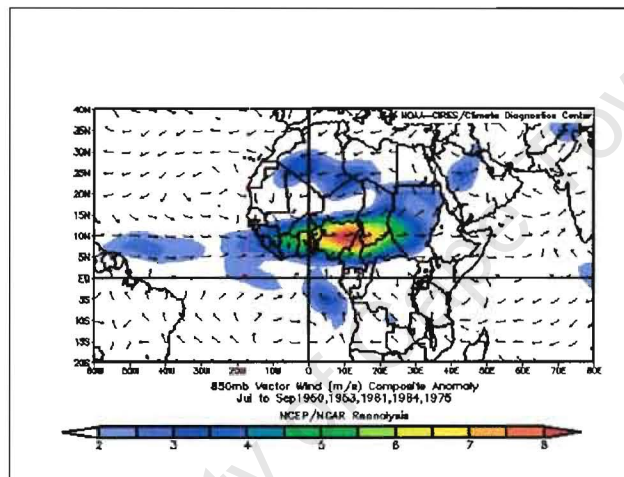 NOAA-CIRES/Climate Diagnostics Center
40N
35N
30N
25N
20N
15N
10N
5N
EQ
5S
10S
15S
20S
60W 50W 40W 30W 20W 10W 0 10E 20E 30E 40E 50E 60E 70E 80E
850mb Vector Wind (m/s) Composite Anomaly
Jul to Sep 1960,1963,1981,1984,1975
NCEP/NCAR Reanalysis
2 3 4 5 6 7 8